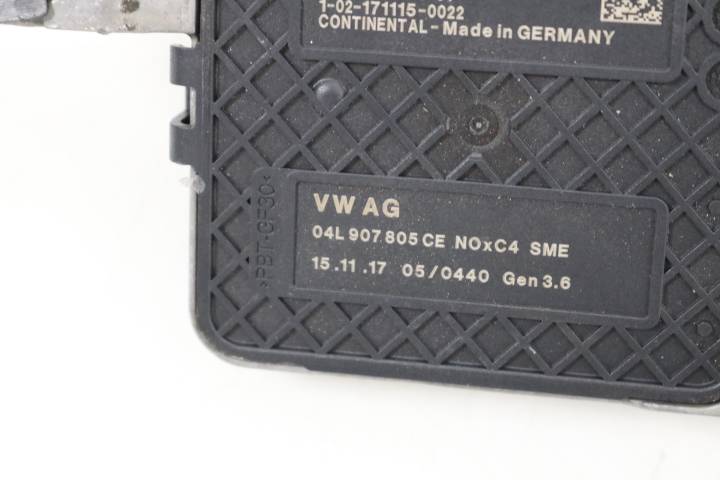 1-02-171115-0022
CONTINENTAL - Made in GERMANY
>PBT-GF30<
VW AG
04L 907 805 CE NOxC4 SME
15.11.17 05/0440 Gen 3.6